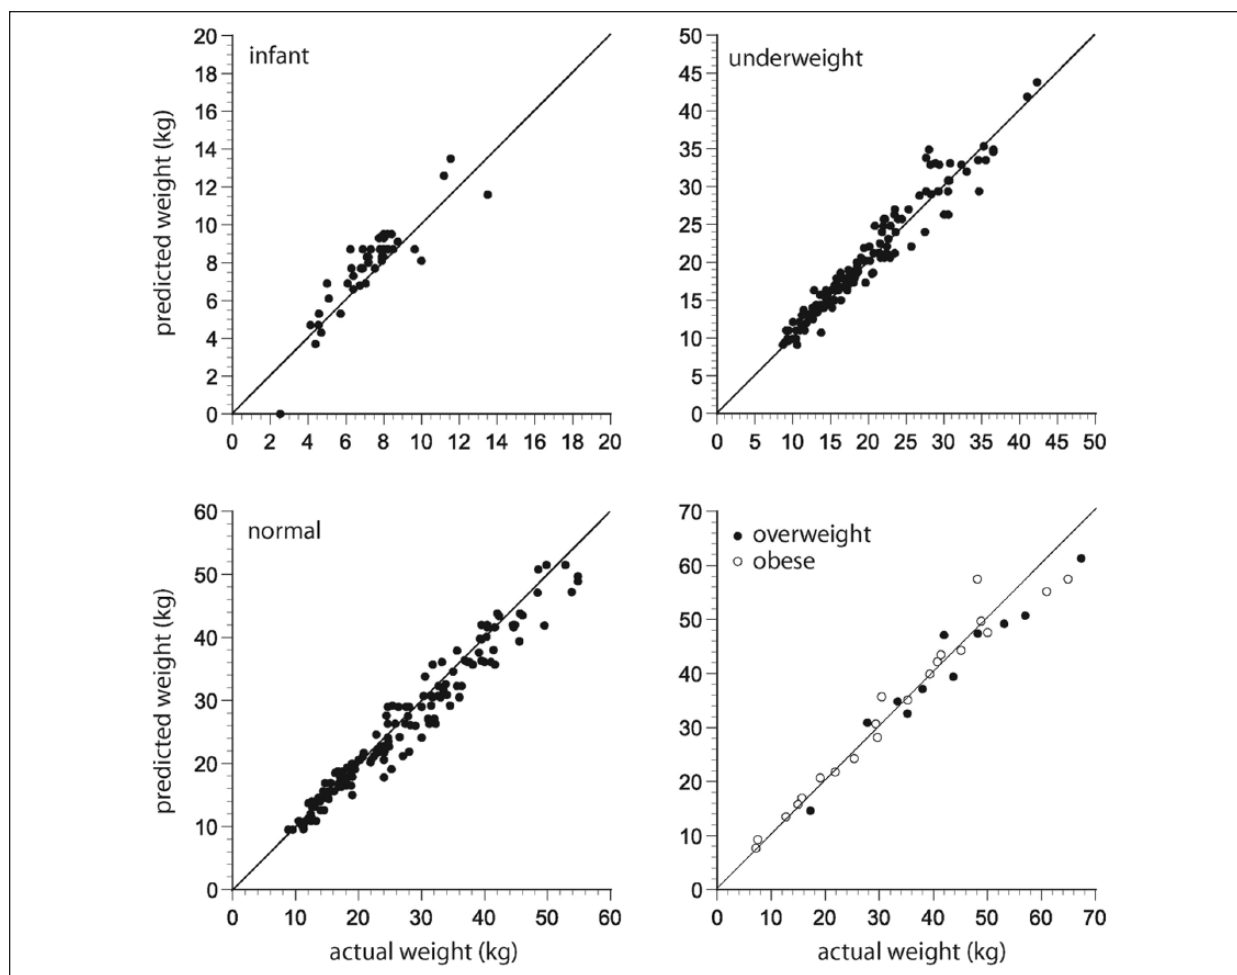 infant
predicted weight (kg)
20
18
16
14
12
10
8
6
4
2
0
0 2 4 6 8 10 12 14 16 18 20
underweight
50
45
40
35
30
25
20
15
10
5
0
0 5 10 15 20 25 30 35 40 45 50
normal
predicted weight (kg)
60
50
40
30
20
10
0
0 10 20 30 40 50 60
actual weight (kg)
overweight
obese
70
60
50
40
30
20
10
0
0 10 20 30 40 50 60 70
actual weight (kg)